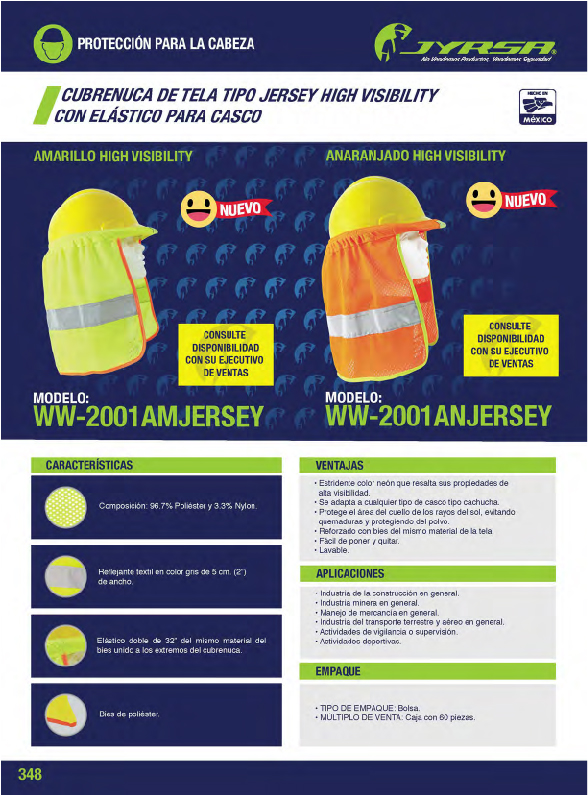 PROTECCIÓN PARA LA CABEZA
JYRSA®
No Vendemos Productos, Vendemos Seguridad
CUBRENUCA DE TELA TIPO JERSEY HIGH VISIBILITY
CON ELÁSTICO PARA CASCO
HECHO EN
MÉXICO
AMARILLO HIGH VISIBILITY
ANARANJADO HIGH VISIBILITY
NUEVO
NUEVO
CONSULTE
DISPONIBILIDAD
CON SU EJECUTIVO
DE VENTAS
CONSULTE
DISPONIBILIDAD
CON SU EJECUTIVO
DE VENTAS
MODELO:
WW-2001AMJERSEY
MODELO:
WW-2001ANJERSEY
CARACTERÍSTICAS
Composición: 96.7% Poliéster y 3.3% Nylon.
Reflejante textil en color gris de 5 cm. (2")
de ancho.
Elástico doble de 32" del mismo material del
bies unido a los extremos del cubrenuca.
Bies de poliéster.
VENTAJAS
• Estridente color neón que resalta sus propiedades de
alta visibilidad.
• Se adapta a cualquier tipo de casco tipo cachucha.
• Protege el área del cuello de los rayos del sol, evitando
quemaduras y protegiendo del polvo.
• Reforzado con bies del mismo material de la tela
• Fácil de poner y quitar.
• Lavable.
APLICACIONES
• Industria de la construcción en general.
• Industria minera en general.
• Manejo de mercancía en general.
• Industria del transporte terrestre y aéreo en general.
• Actividades de vigilancia o supervisión.
• Actividades deportivas.
EMPAQUE
• TIPO DE EMPAQUE: Bolsa.
• MULTIPLO DE VENTA: Caja con 60 piezas.
348